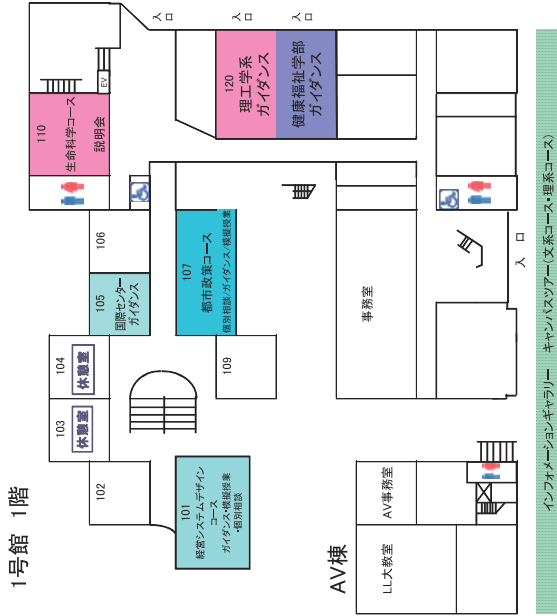 1号館 1階
入口
入口
入口
EV
110
生命科学コース
説明会
120
理工学系
ガイダンス
健康福祉学部
ガイダンス
106
105
国際センター
ガイダンス
107
都市政策コース
個別相談/ガイダンス/模擬授業
104
休憩室
103
休憩室
109
102
101
経営システムデザイン
コース
ガイダンス・模擬授業
・個別相談
事務室
入口
AV棟
AV事務室
LL大教室
インフォメーションギャラリー キャンパスツアー(文系コース・理系コース)